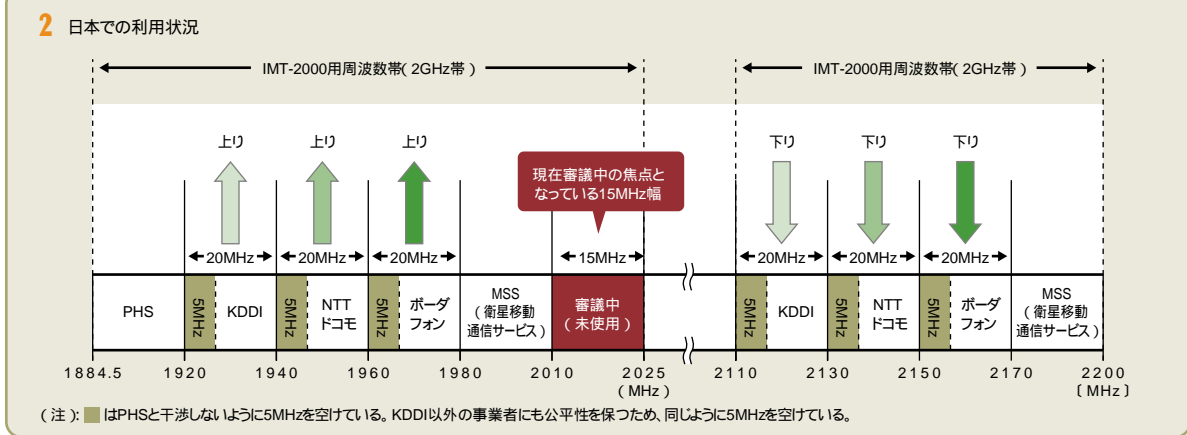 2 日本での利用状況
IMT-2000用周波数帯(2GHz帯) IMT-2000用周波数帯(2GHz帯)
上り 上り 上り 下り 下り 下り
現在審議中の焦点と
なっている15MHz幅
20MHz 20MHz 20MHz 15MHz 20MHz 20MHz 20MHz
PHS
5MHz
KDDI
5MHz
NTT
ドコモ
5MHz
ボーダ
フォン
MSS
(衛星移動
通信サービス)
審議中
(未使用)
5MHz
KDDI
5MHz
NTT
ドコモ
5MHz
ボーダ
フォン
MSS
(衛星移動
通信サービス)
1884.5 1920 1940 1960 1980 2010 2025 2110 2130 2150 2170 2200
(MHz) 〔MHz〕
(注):  はPHSと干渉しないように5MHzを空けている。KDDI以外の事業者にも公平性を保つため、同じように5MHzを空けている。